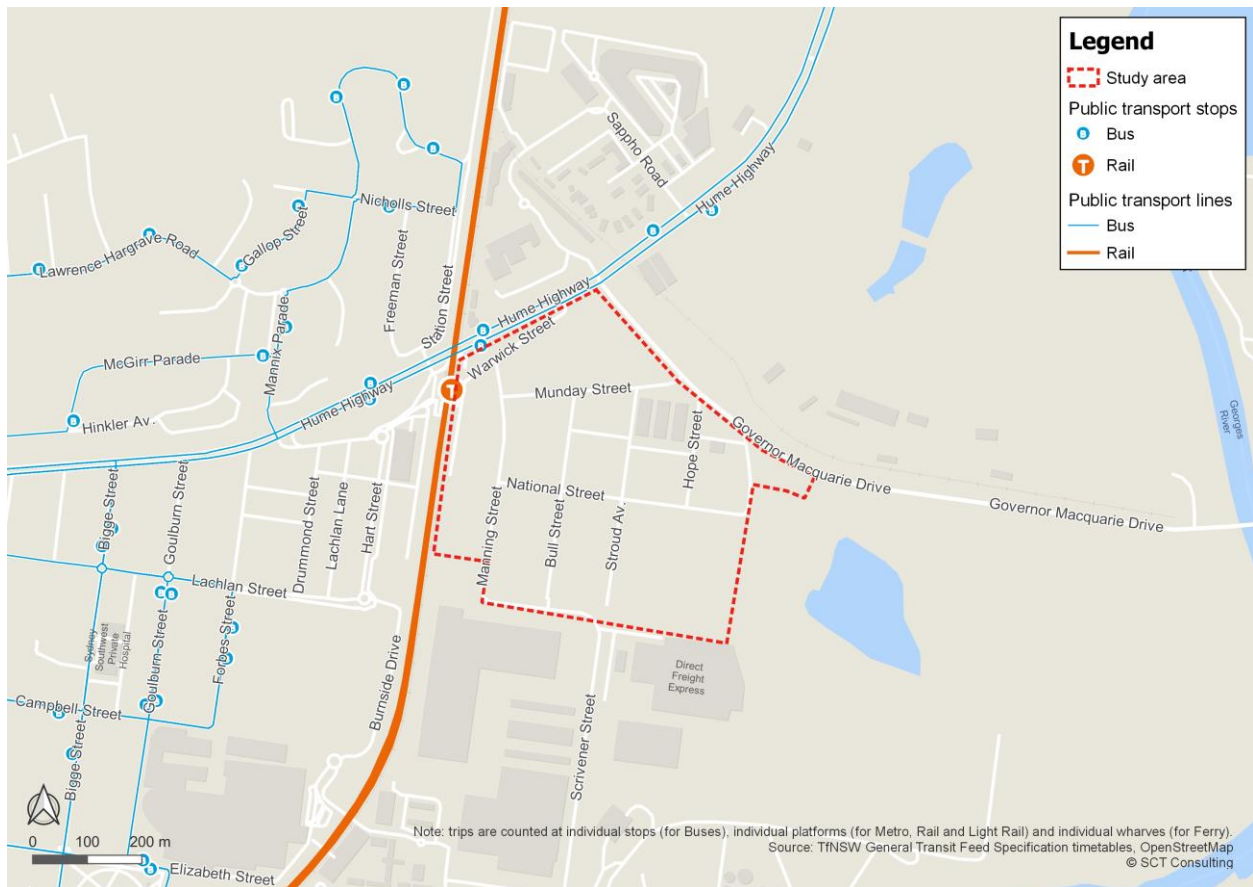 Legend
Study area
Public transport stops
B Bus
T Rail
Public transport lines
Bus
Rail
Sappho Road
Hume Highway
Nicholls Street
Gallop Street
Lawrence Hargrave Road
Freeman Street
Station Street
Hume Highway
Mannix Parade
Warwick Street
McGirr Parade
T
Munday Street
Hume Highway
Hinkler Av.
Georges
River
Governor Macquarie Drive
Hope Street
National Street
Governor Macquarie Drive
Bigge Street
Goulburn Street
Drummond Street
Lachlan Lane
Hart Street
Manning Street
Bull Street
Stroud Av.
Lachlan Street
Sydney
Southwest
Private
Hospital
Goulburn Street
Forbes Street
Direct
Freight
Express
Campbell Street
Burnside Drive
Bigge Street
Scrivener Street
0 100 200 m
Elizabeth Street
Note: trips are counted at individual stops (for Buses), individual platforms (for Metro, Rail and Light Rail) and individual wharves (for Ferry).
Source: TfNSW General Transit Feed Specification timetables, OpenStreetMap
© SCT Consulting